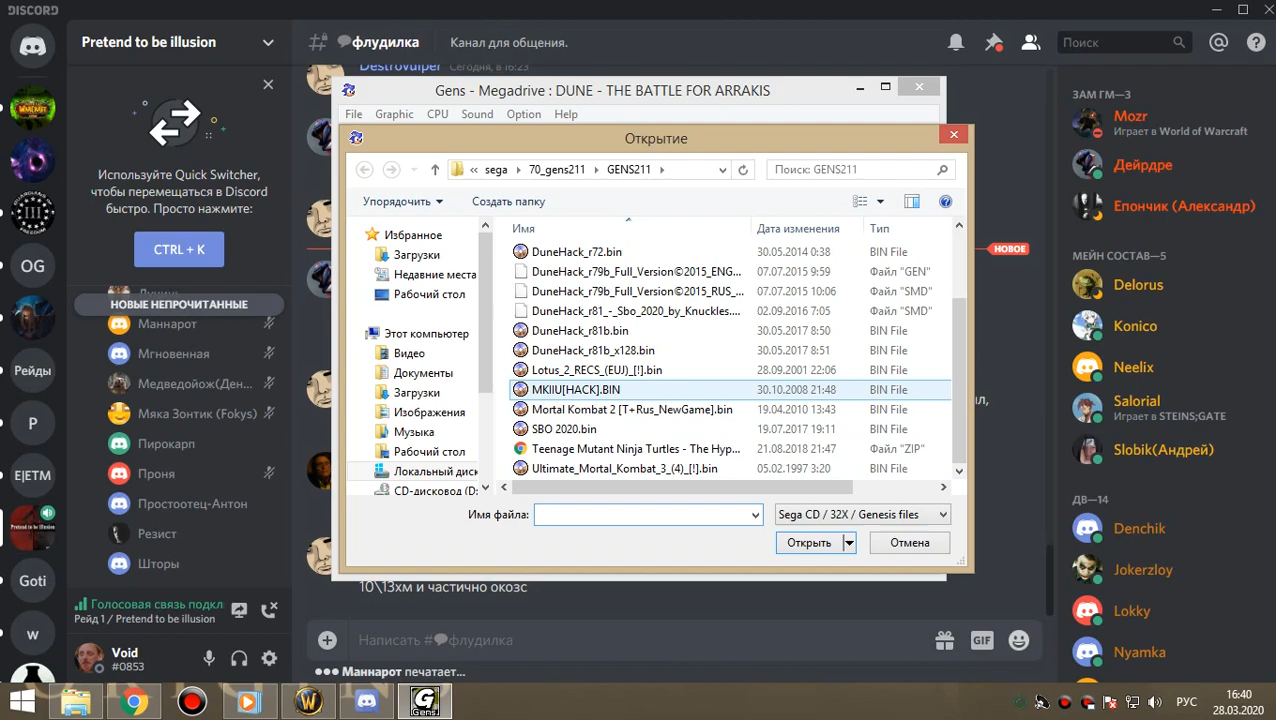 DISCORD
Pretend to be illusion
флудилка
Канал для общения.
Поиск
Используйте Quick Switcher,
чтобы перемещаться в Discord
быстро. Просто нажмите:
CTRL + K
НОВЫЕ НЕПРОЧИТАННЫЕ
Маннарот
Мгновенная
Медведобой(Ден...
Мяка Зонтик (Fokys)
Пирокарп
Проня
Простоотец-Антон
Резист
Шторы
Голосовая связь подкл
Рейд 1 / Pretend to be illusion
Void
#0853
OG
Рейды
P
E|ETM
Goti
w
Destrovulper Сегодня, в 16:23
НОВОЕ
Gens - Megadrive : DUNE - THE BATTLE FOR ARRAKIS
File Graphic CPU Sound Option Help
Открытие
« sega 70_gens211 GENS211
Поиск: GENS211
Упорядочить
Создать папку
Избранное
Загрузки
Недавние места
Рабочий стол
Этот компьютер
Видео
Документы
Загрузки
Изображения
Музыка
Рабочий стол
Локальный диск
CD-дисковод (D:
Имя Дата изменения Тип
DuneHack_r72.bin 30.05.2014 0:38 BIN File
DuneHack_r79b_Full_Version©2015_ENG... 07.07.2015 9:59 Файл "GEN"
DuneHack_r79b_Full_Version©2015_RUS_... 07.07.2015 10:06 Файл "SMD"
DuneHack_r81_-_Sbo_2020_by_Knuckles.... 02.09.2016 7:05 Файл "SMD"
DuneHack_r81b.bin 30.05.2017 8:50 BIN File
DuneHack_r81b_x128.bin 30.05.2017 8:51 BIN File
Lotus_2_RECS_(EUJ)_[!].bin 28.09.2001 22:06 BIN File
MKIIU[HACK].BIN 30.10.2008 21:48 BIN File
Mortal Kombat 2 [T+Rus_NewGame].bin 19.04.2010 13:43 BIN File
SBO 2020.bin 19.07.2017 19:11 BIN File
Teenage Mutant Ninja Turtles - The Hyp... 21.08.2018 21:47 Файл "ZIP"
Ultimate_Mortal_Kombat_3_(4)_[!].bin 05.02.1997 3:20 BIN File
Имя файла:
Sega CD / 32X / Genesis files
Открыть
Отмена
10\13хм и частично окозс
Написать #флудилка
GIF
Маннарот печатает...
ЗАМ ГМ—3
Mozr
Играет в World of Warcraft
Дейрдре
Епончик (Александр)
МЕЙН СОСТАВ—5
Delorus
Konico
Neelix
Salorial
Играет в STEINS;GATE
Slobik(Андрей)
ДВ—14
Denchik
Jokerzloy
Lokky
Nyamka
Gens
РУС
16:40
28.03.2020